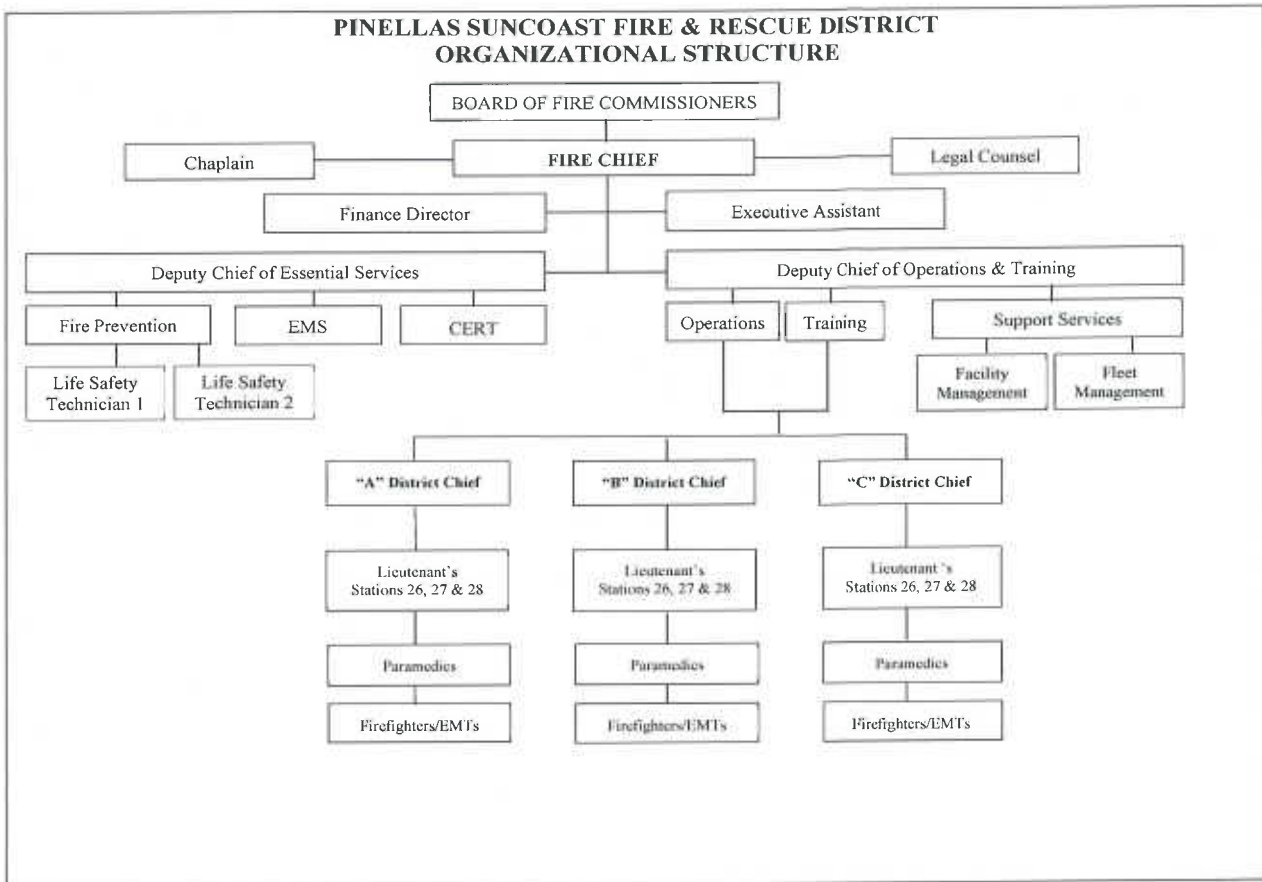 PINELLAS SUNCOAST FIRE & RESCUE DISTRICT
ORGANIZATIONAL STRUCTURE
BOARD OF FIRE COMMISSIONERS
Chaplain
FIRE CHIEF
Legal Counsel
Finance Director
Executive Assistant
Deputy Chief of Essential Services
Deputy Chief of Operations & Training
Fire Prevention
EMS
CERT
Operations
Training
Support Services
Life Safety
Technician 1
Life Safety
Technician 2
Facility
Management
Fleet
Management
"A" District Chief
"B" District Chief
"C" District Chief
Lieutenant's
Stations 26, 27 & 28
Lieutenant's
Stations 26, 27 & 28
Lieutenant 's
Stations 26, 27 & 28
Paramedics
Paramedics
Paramedics
Firefighters/EMTs
Firefighters/EMTs
Firefighters/EMTs